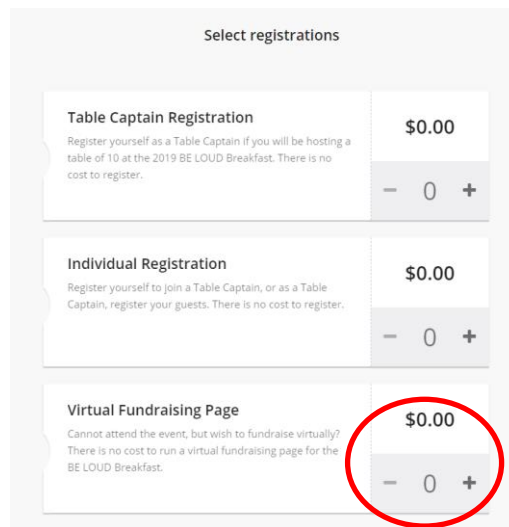 Select registrations
Table Captain Registration
Register yourself as a Table Captain if you will be hosting a
table of 10 at the 2019 BE LOUD Breakfast. There is no
cost to register.
$0.00
− 0 +
Individual Registration
Register yourself to join a Table Captain, or as a Table
Captain, register your guests. There is no cost to register.
$0.00
− 0 +
Virtual Fundraising Page
Cannot attend the event, but wish to fundraise virtually?
There is no cost to run a virtual fundraising page for the
BE LOUD Breakfast.
$0.00
− 0 +